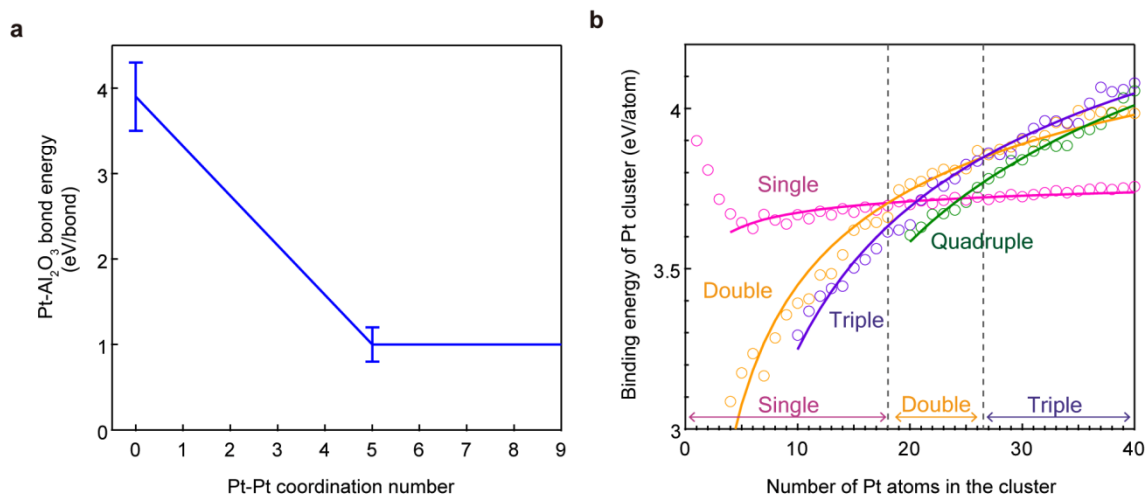 a
Pt-Al2O3 bond energy
(eV/bond)
4
3
2
1
0
0 1 2 3 4 5 6 7 8 9
Pt-Pt coordination number
b
Binding energy of Pt cluster (eV/atom)
4
3.5
3
Single
Double
Triple
Quadruple
Single Double Triple
0 10 20 30 40
Number of Pt atoms in the cluster